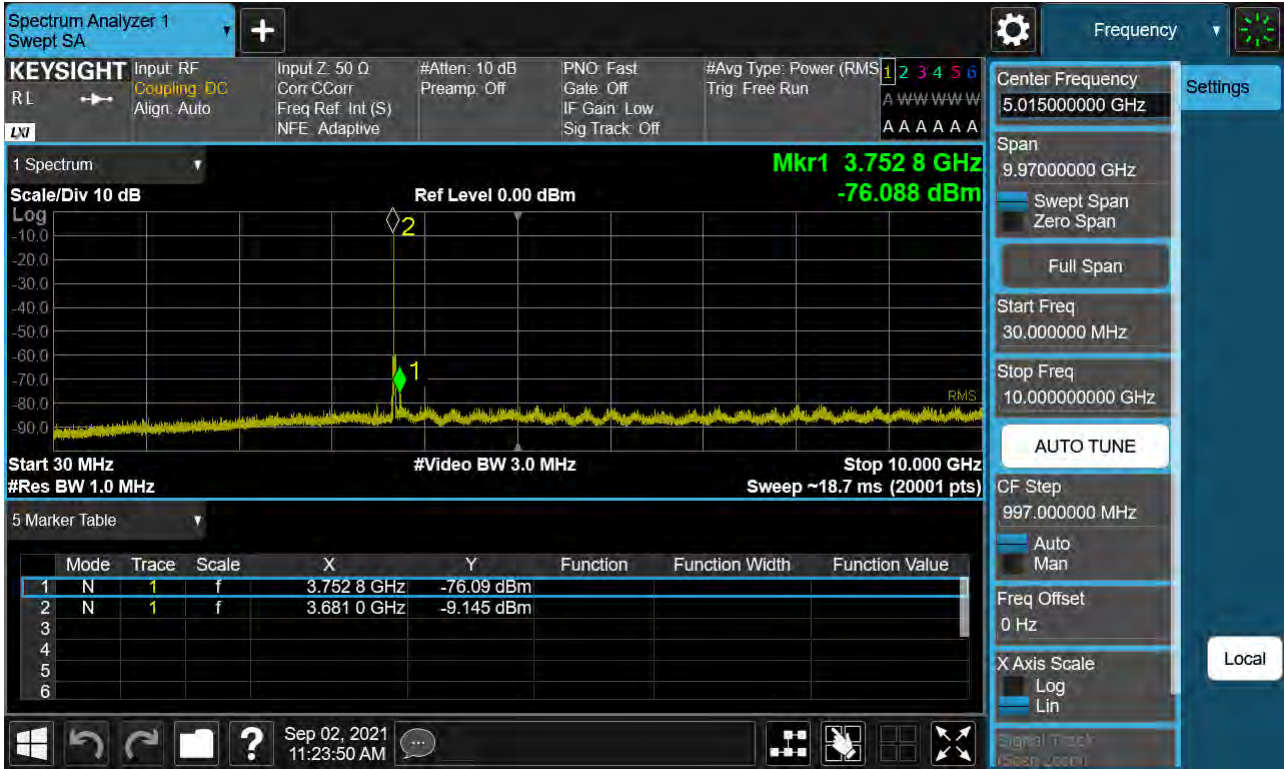 Spectrum Analyzer 1
Swept SA
+
Frequency
KEYSIGHT
R L
LXI
Input: RF
Coupling: DC
Align: Auto
Input Z: 50 Ω
Corr CCorr
Freq Ref: Int (S)
NFE: Adaptive
#Atten: 10 dB
Preamp: Off
PNO: Fast
Gate: Off
IF Gain: Low
Sig Track: Off
#Avg Type: Power (RMS
Trig: Free Run
1 2 3 4 5 6
A W W W W W
A A A A A A
1 Spectrum
Mkr1 3.752 8 GHz
-76.088 dBm
Scale/Div 10 dB
Ref Level 0.00 dBm
Log
-10.0
-20.0
-30.0
-40.0
-50.0
-60.0
-70.0
-80.0
-90.0
2
1
RMS
Start 30 MHz
#Video BW 3.0 MHz
Stop 10.000 GHz
#Res BW 1.0 MHz
Sweep ~18.7 ms (20001 pts)
5 Marker Table
Mode Trace Scale X Y Function Function Width Function Value
1 N 1 f 3.752 8 GHz -76.09 dBm
2 N 1 f 3.681 0 GHz -9.145 dBm
3
4
5
6
Center Frequency
5.015000000 GHz
Settings
Span
9.97000000 GHz
Swept Span
Zero Span
Full Span
Start Freq
30.000000 MHz
Stop Freq
10.000000000 GHz
AUTO TUNE
CF Step
997.000000 MHz
Auto
Man
Freq Offset
0 Hz
X Axis Scale
Log
Lin
Signal Track
(Span Zoom)
Local
?
Sep 02, 2021
11:23:50 AM